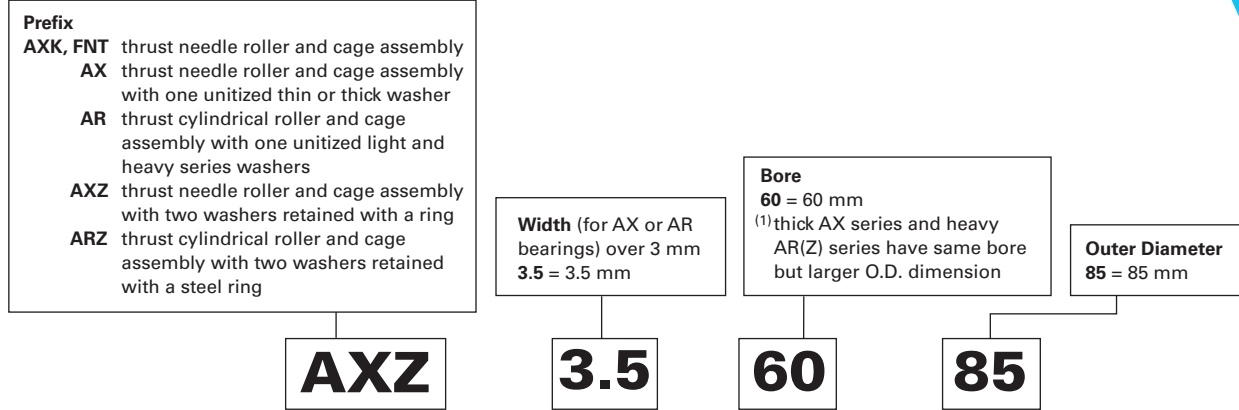 Prefix
AXK, FNT thrust needle roller and cage assembly
AX thrust needle roller and cage assembly
with one unitized thin or thick washer
AR thrust cylindrical roller and cage
assembly with one unitized light and
heavy series washers
AXZ thrust needle roller and cage assembly
with two washers retained with a ring
ARZ thrust cylindrical roller and cage
assembly with two washers retained
with a steel ring
Width (for AX or AR
bearings) over 3 mm
3.5 = 3.5 mm
Bore
60 = 60 mm
(1) thick AX series and heavy
AR(Z) series have same bore
but larger O.D. dimension
Outer Diameter
85 = 85 mm
AXZ 3.5 60 85